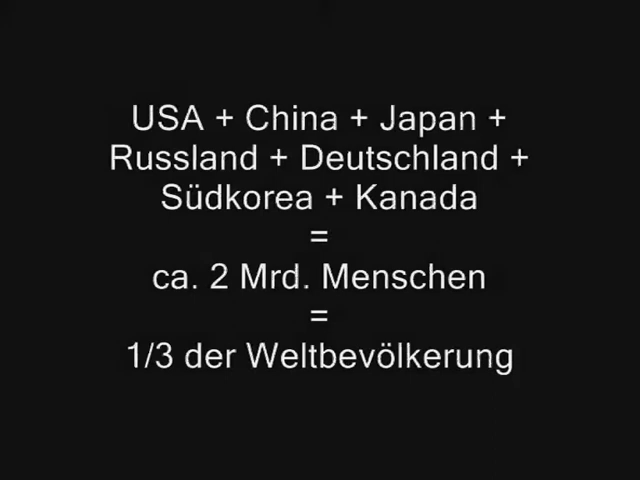 USA + China + Japan +
Russland + Deutschland +
Südkorea + Kanada
=
ca. 2 Mrd. Menschen
=
1/3 der Weltbevölkerung